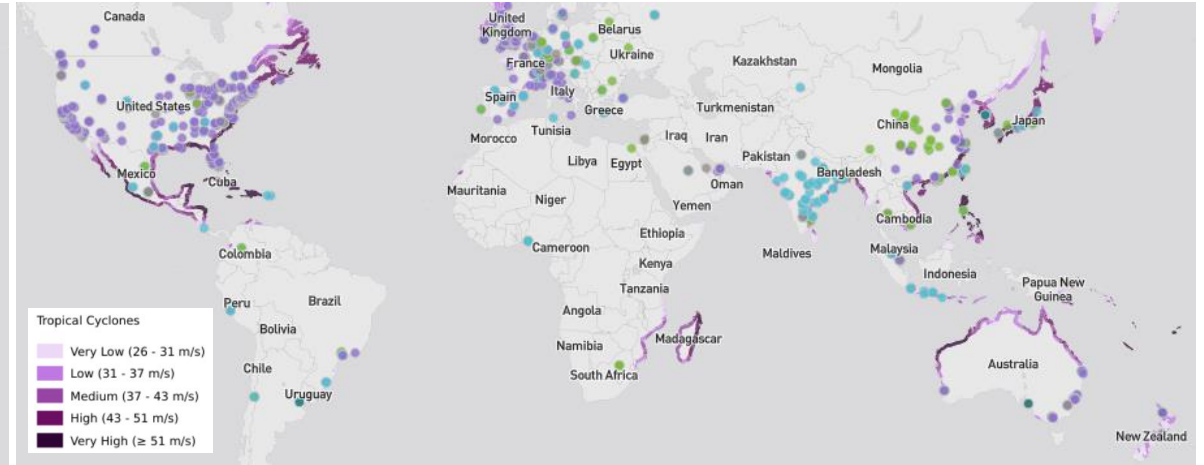 Canada
United
Kingdom
Belarus
Ukraine
France
Kazakhstan
Mongolia
United States
Spain
Italy
Greece
Turkmenistan
China
Japan
Morocco
Tunisia
Iraq
Iran
Libya
Egypt
Pakistan
Mexico
Cuba
Mauritania
Niger
Oman
Bangladesh
Yemen
Cambodia
Colombia
Cameroon
Ethiopia
Maldives
Malaysia
Kenya
Indonesia
Peru
Brazil
Tanzania
Papua New
Guinea
Angola
Bolivia
Namibia
Madagascar
Chile
South Africa
Australia
Uruguay
New Zealand
Tropical Cyclones
Very Low (26 - 31 m/s)
Low (31 - 37 m/s)
Medium (37 - 43 m/s)
High (43 - 51 m/s)
Very High (≥ 51 m/s)